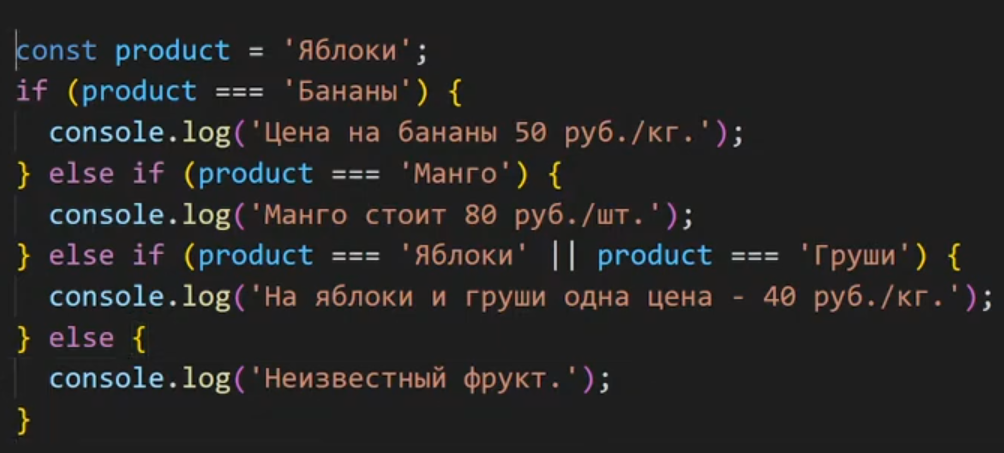 const product = 'Яблоки';
if (product === 'Бананы') {
  console.log('Цена на бананы 50 руб./кг.');
} else if (product === 'Манго') {
  console.log('Манго стоит 80 руб./шт.');
} else if (product === 'Яблоки' || product === 'Груши') {
  console.log('На яблоки и груши одна цена - 40 руб./кг.');
} else {
  console.log('Неизвестный фрукт.');
}